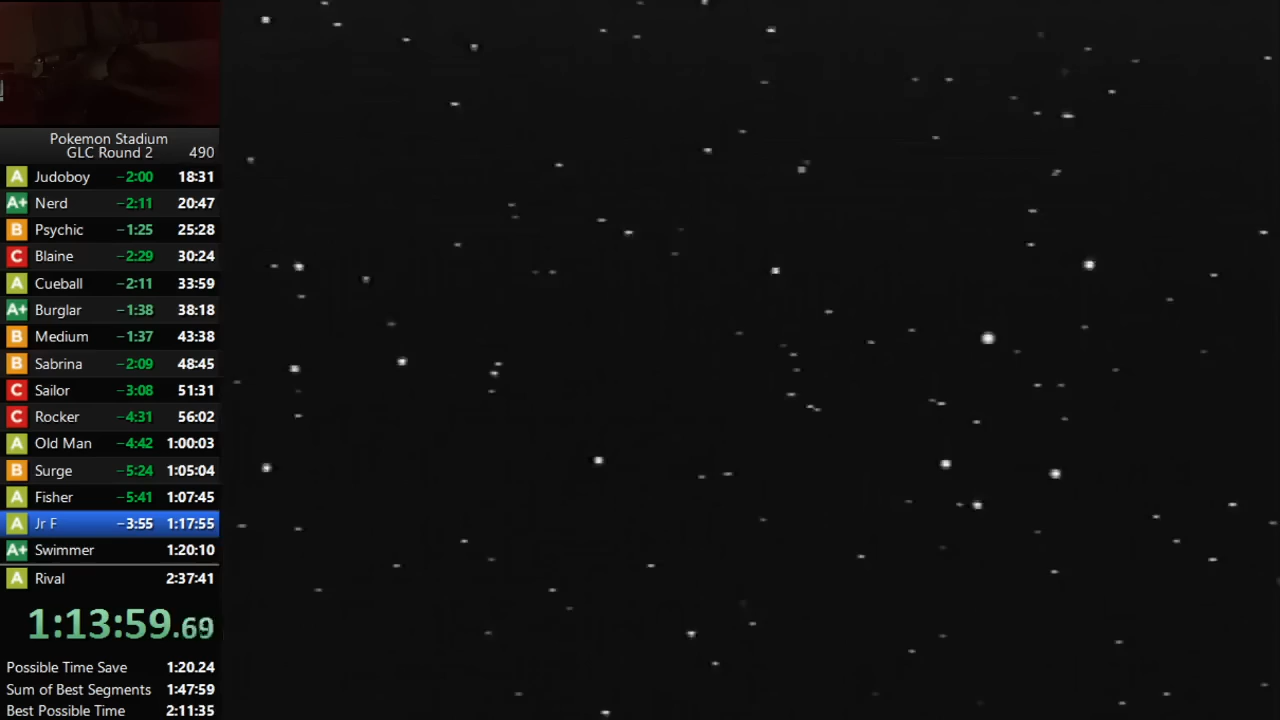 Pokemon Stadium
GLC Round 2 490
A Judoboy −2:00 18:31
A+ Nerd −2:11 20:47
B Psychic −1:25 25:28
C Blaine −2:29 30:24
A Cueball −2:11 33:59
A+ Burglar −1:38 38:18
B Medium −1:37 43:38
B Sabrina −2:09 48:45
C Sailor −3:08 51:31
C Rocker −4:31 56:02
A Old Man −4:42 1:00:03
B Surge −5:24 1:05:04
A Fisher −5:41 1:07:45
A Jr F −3:55 1:17:55
A+ Swimmer 1:20:10
A Rival 2:37:41
1:13:59.69
Possible Time Save 1:20.24
Sum of Best Segments 1:47:59
Best Possible Time 2:11:35